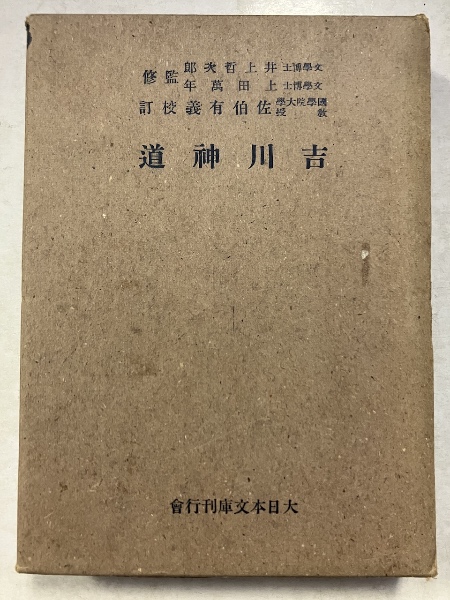 文學博士井上哲次郎監修
文學博士上田萬年
國學院大學教授佐伯有義校訂
吉川神道
大日本文庫刊行會